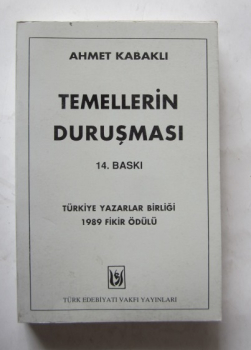 AHMET KABAKLI
TEMELLERİN
DURUŞMASI
14. BASKI
TÜRKİYE YAZARLAR BİRLİĞİ
1989 FİKİR ÖDÜLÜ
TÜRK EDEBİYATI VAKFI YAYINLARI